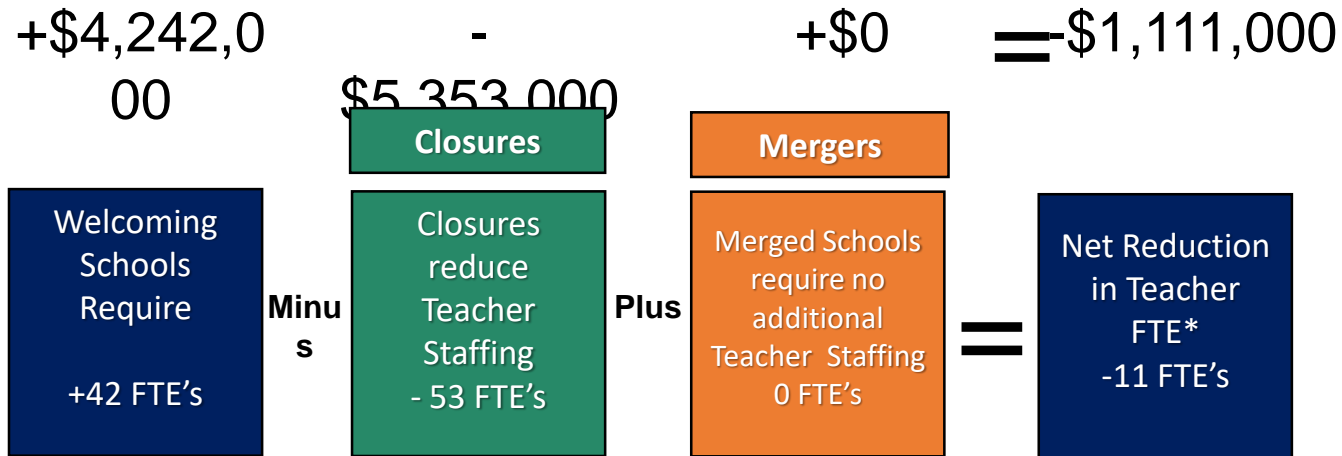 +$4,242,0
00
-
$5,353,000
+$0
=
-$1,111,000
Closures
Mergers
Welcoming
Schools
Require
+42 FTE’s
Minu
s
Closures
reduce
Teacher
Staffing
- 53 FTE’s
Plus
Merged Schools
require no
additional
Teacher Staffing
0 FTE’s
=
Net Reduction
in Teacher
FTE*
-11 FTE’s